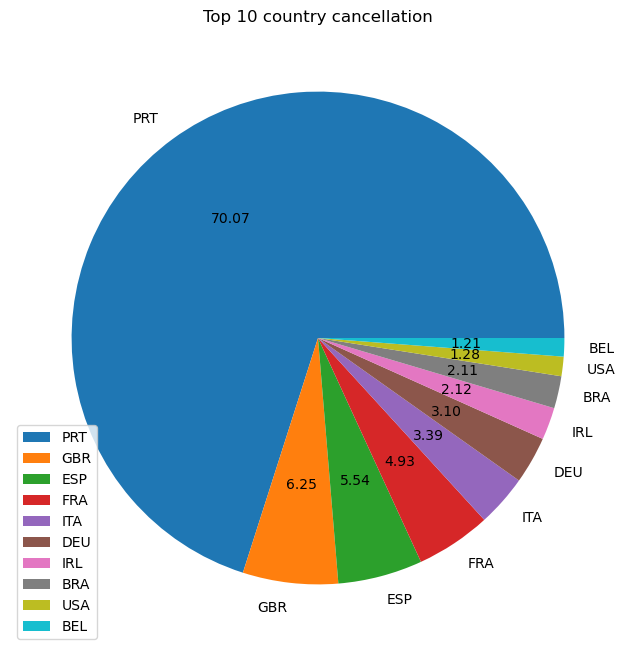 Top 10 country cancellation
PRT
70.07
1.21
BEL
1.28
USA
2.11
BRA
2.12
IRL
3.10
DEU
3.39
ITA
4.93
FRA
5.54
ESP
6.25
GBR
PRT
GBR
ESP
FRA
ITA
DEU
IRL
BRA
USA
BEL